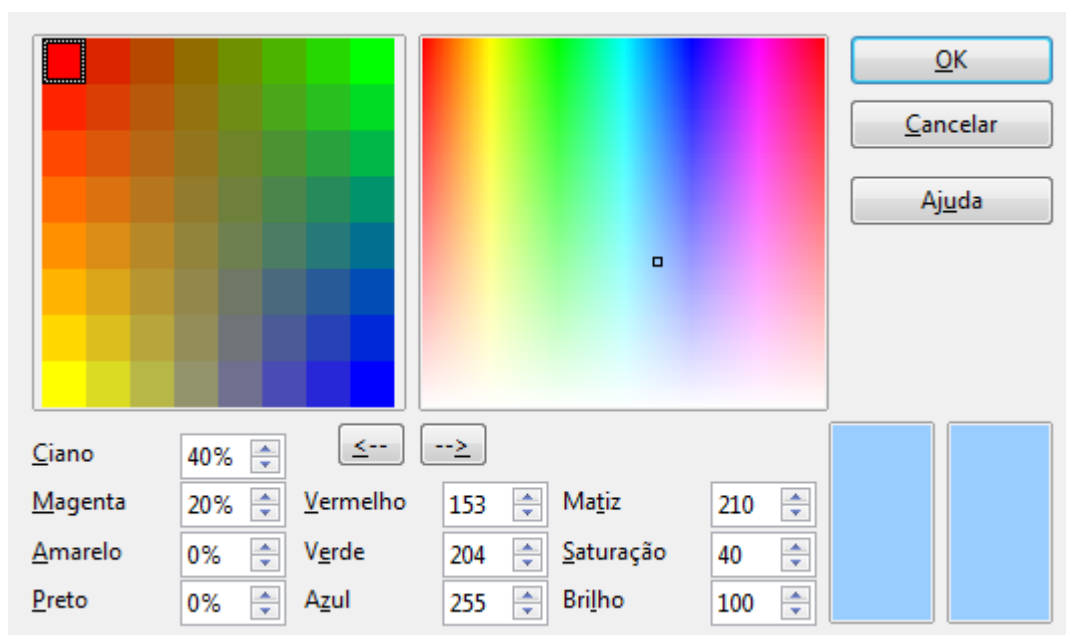 OK
Cancelar
Ajuda
<-- -->
Ciano 40%
Magenta 20% Vermelho 153 Matiz 210
Amarelo 0% Verde 204 Saturação 40
Preto 0% Azul 255 Brilho 100